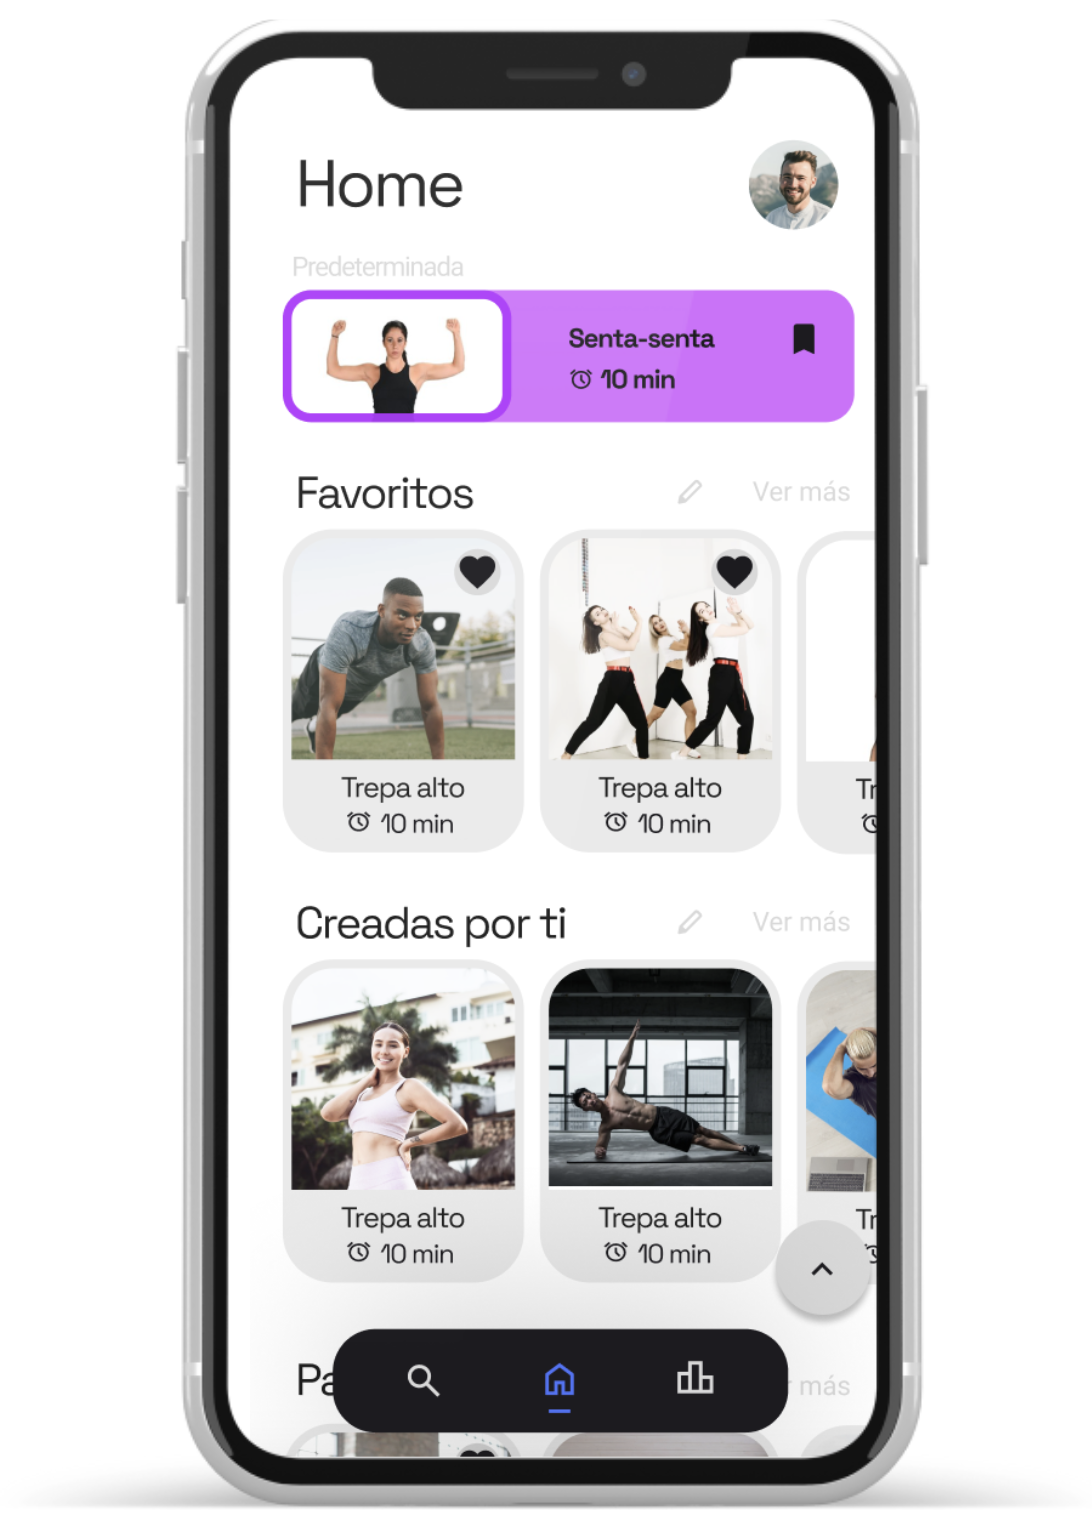 Home
Predeterminada
Senta-senta
10 min
Favoritos
Ver más
Trepa alto
10 min
Trepa alto
10 min
Tr
Creadas por ti
Ver más
Trepa alto
10 min
Trepa alto
10 min
Tr
Pa
más